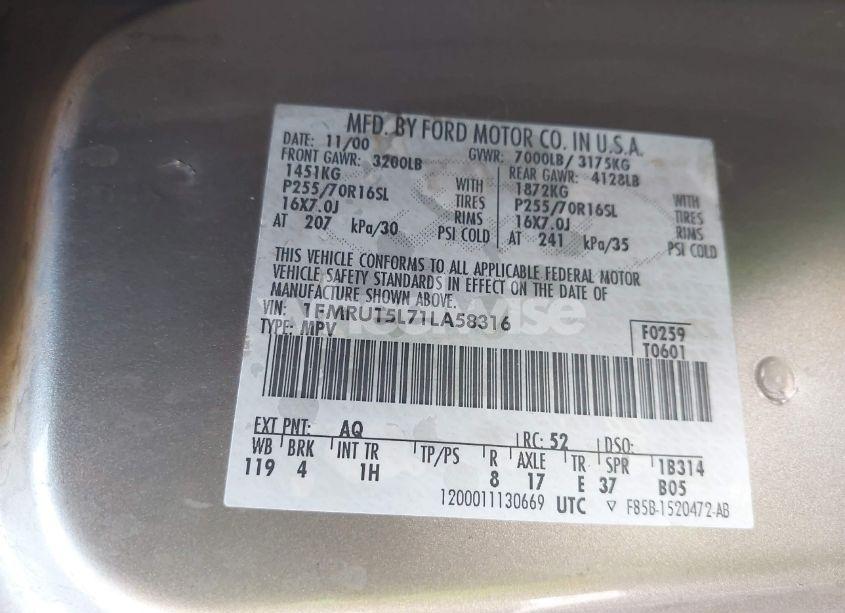 MFD. BY FORD MOTOR CO. IN U.S.A.
DATE: 11/00 GVWR: 7000LB/ 3175KG
FRONT GAWR: 3200LB REAR GAWR: 4128LB
1451KG WITH 1872KG WITH
P255/70R16SL TIRES P255/70R16SL TIRES
16X7.0J RIMS 16X7.0J RIMS
AT 207 kPa/30 PSI COLD AT 241 kPa/35 PSI COLD
THIS VEHICLE CONFORMS TO ALL APPLICABLE FEDERAL MOTOR
VEHICLE SAFETY STANDARDS IN EFFECT ON THE DATE OF
MANUFACTURE SHOWN ABOVE.
VIN: 1FMRU15L71LA58316
TYPE: MPV
F0259
T0601
EXT PNT: AQ RC: 52 DSO:
WB BRK INT TR TP/PS R AXLE TR SPR 1B314
119 4 1H 8 17 E 37 B05
1200011130669 UTC ▽ F85B-1520472-AB